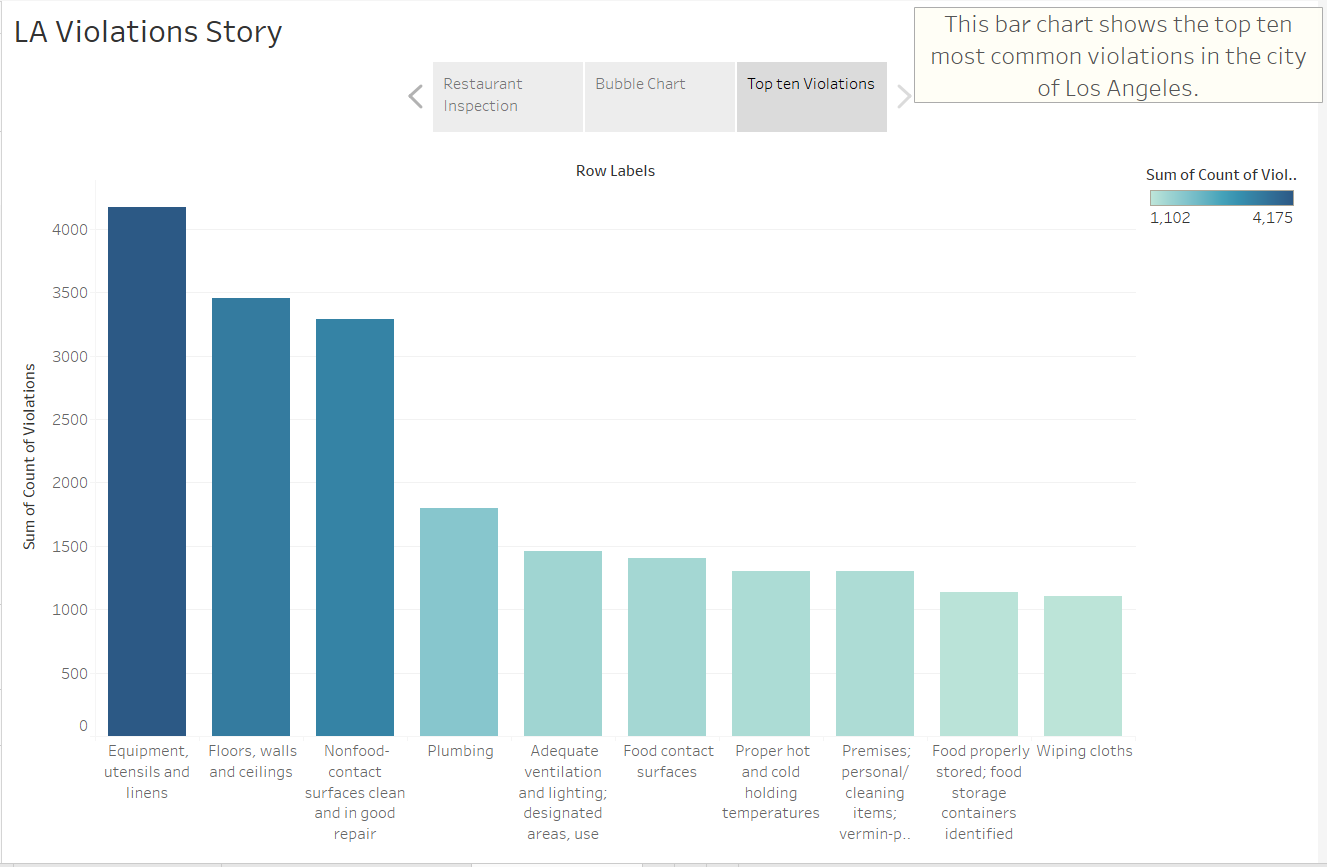 LA Violations Story
This bar chart shows the top ten
most common violations in the city
of Los Angeles.
Restaurant
Inspection
Bubble Chart
Top ten Violations
Row Labels
Sum of Count of Viol..
1,102 4,175
Sum of Count of Violations
4000
3500
3000
2500
2000
1500
1000
500
0
Equipment,
utensils and
linens
Floors, walls
and ceilings
Nonfood-
contact
surfaces clean
and in good
repair
Plumbing
Adequate
ventilation
and lighting;
designated
areas, use
Food contact
surfaces
Proper hot
and cold
holding
temperatures
Premises;
personal/
cleaning
items;
vermin-p..
Food properly
stored; food
storage
containers
identified
Wiping cloths